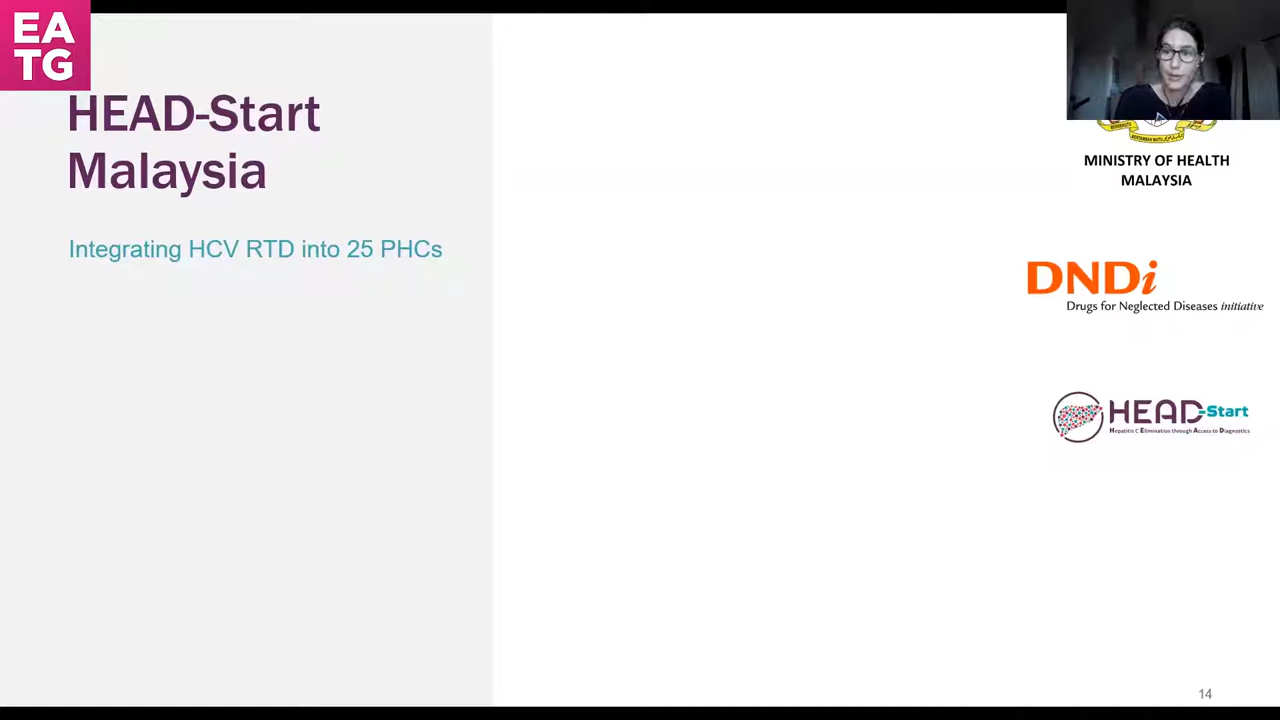 EA
TG
HEAD-Start
Malaysia
Integrating HCV RTD into 25 PHCs
MINISTRY OF HEALTH
MALAYSIA
DNDi
Drugs for Neglected Diseases initiative
HEAD-Start
Hepatitis C Elimination through Access to Diagnostics
14